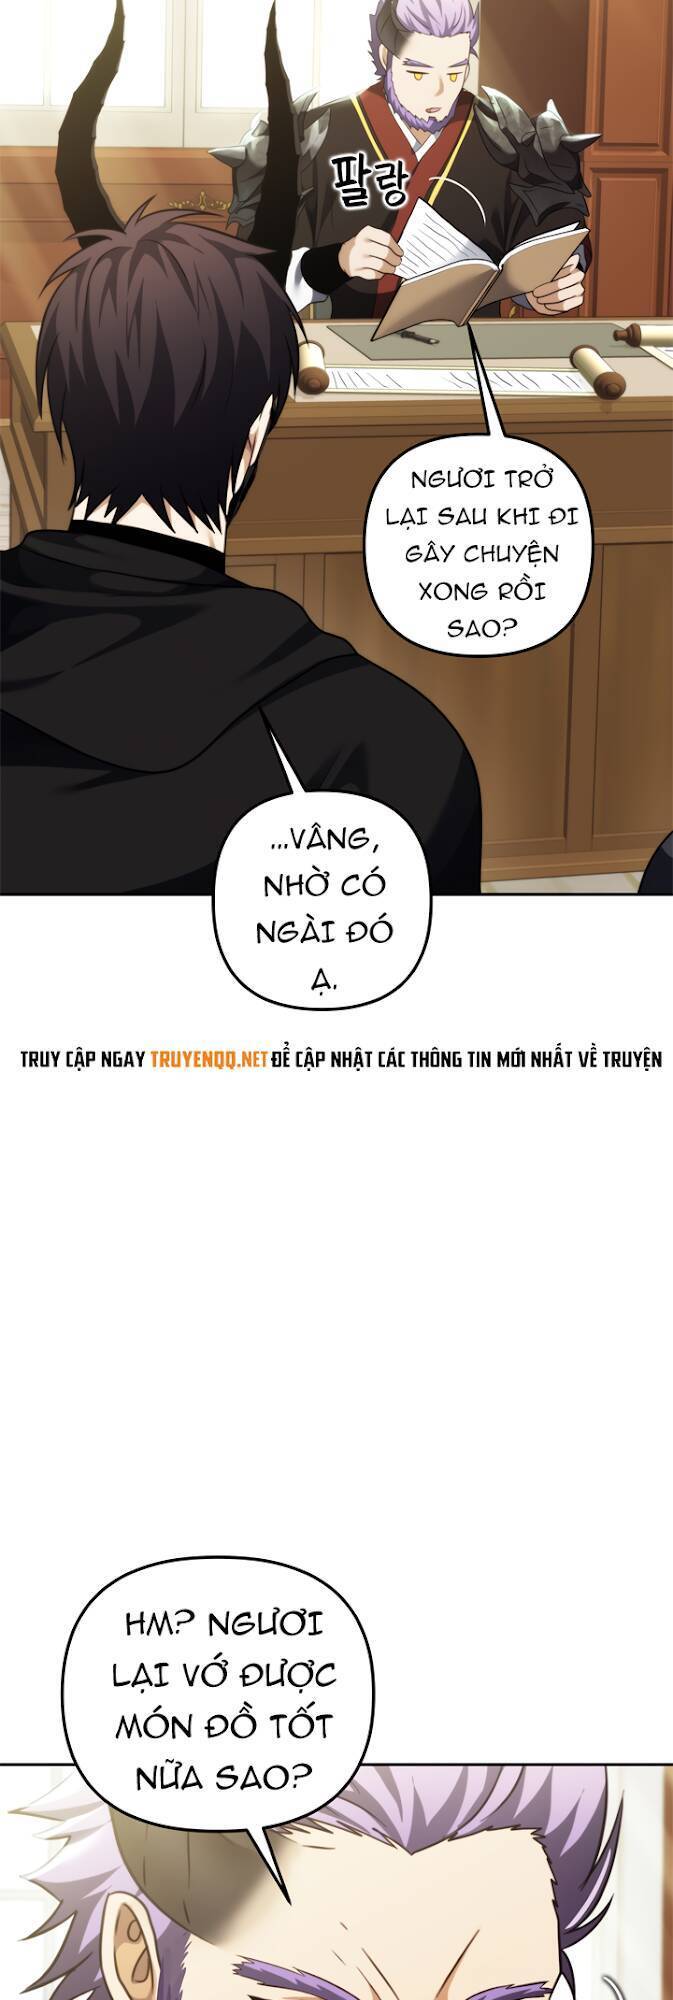 팔랑
NGƯƠI TRỞ
LẠI SAU KHI ĐI
GÂY CHUYỆN
XONG RỒI
SAO?
...VÂNG,
NHỜ CÓ
NGÀI ĐÓ
Ạ.
TRUY CẬP NGAY TRUYENQQ.NET ĐỂ CẬP NHẬT CÁC THÔNG TIN MỚI NHẤT VỀ TRUYỆN
HM? NGƯƠI
LẠI VỚ ĐƯỢC
MÓN ĐỒ TỐT
NỮA SAO?